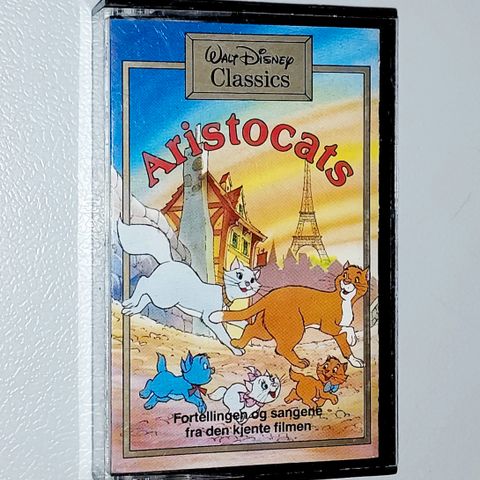 Walt Disney
Classics
Aristocats
Fortellingen og sangene
fra den kjente filmen